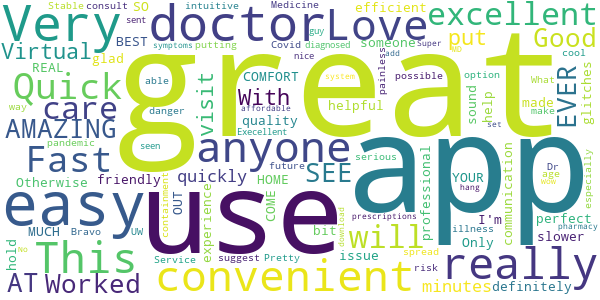 Very doctor Love great excellent
Stable consult intuitive Medicine SO efficient someone put Good
Virtual BEST glad REAL putting Covid diagnosed Super No add
guy sent symptoms nice painless possible option What cool
Quick COMFORT visit With way able affordable system helpful sound help made make EVER glitches
care danger quality
AMAZING pandemic seen anyone app
Fast Execellent future serious Dr YOUR age wow especially
Otherwise friendly quickly OUT HOME SEE professional communication I'm hang
easy use COME prescriptions illness pharmacy
MUCH Bravo UW containment experience bit will Only perfect
This suggest Pretty issue download spread slower
hold No Service convenient risk really set
AT Worked minutes definitely